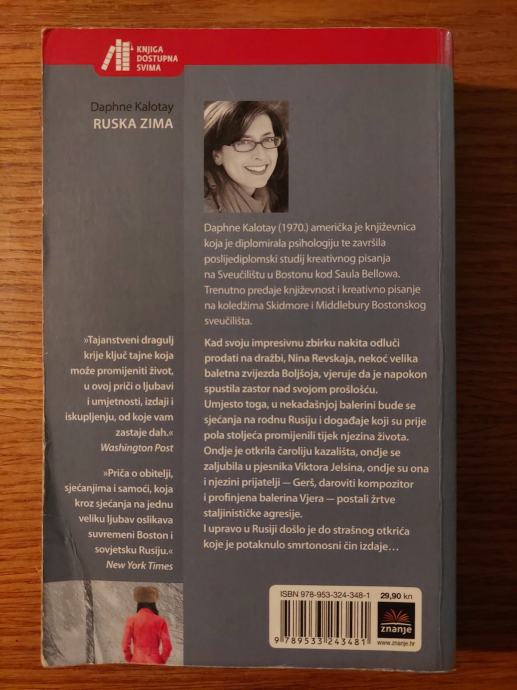 KNJIGA
DOSTUPNA
SVIMA
Daphne Kalotay
RUSKA ZIMA
Daphne Kalotay (1970.) američka je književnica
koja je diplomirala psihologiju te završila
poslijediplomski studij kreativnog pisanja
na Sveučilištu u Bostonu kod Saula Bellowa.
Trenutno predaje književnost i kreativno pisanje
na koledžima Skidmore i Middlebury Bostonskog
sveučilišta.
»Tajanstveni dragulj
krije ključ tajne koja
može promijeniti život,
u ovoj priči o ljubavi
i umjetnosti, izdaji i
iskupljenju, od koje vam
zastaje dah.«
Washington Post
»Priča o obitelji,
sjećanjima i samoći, koja
kroz sjećanja na jednu
veliku ljubav oslikava
suvremeni Boston i
sovjetsku Rusiju.«
New York Times
Kad svoju impresivnu zbirku nakita odluči
prodati na dražbi, Nina Revskaja, nekoć velika
baletna zvijezda Boljšoja, vjeruje da je napokon
spustila zastor nad svojom prošlošću.
Umjesto toga, u nekadašnjoj balerini bude se
sjećanja na rodnu Rusiju i događaje koji su prije
pola stoljeća promijenili tijek njezina života.
Ondje je otkrila čaroliju kazališta, ondje se
zaljubila u pjesnika Viktora Jelsina, ondje su ona
i njezini prijatelji – Gerš, daroviti kompozitor
i profinjena balerina Vjera – postali žrtve
staljinističke agresije.
I upravo u Rusiji došlo je do strašnog otkrića
koje je potaknulo smrtonosni čin izdaje…
ISBN 978-953-324-348-1
29,90 kn
9 789533 243481
znanje
www.znanje.hr